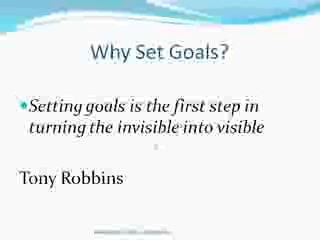 Why Set Goals?
Setting goals is the first step in
turning the invisible into visible
Tony Robbins